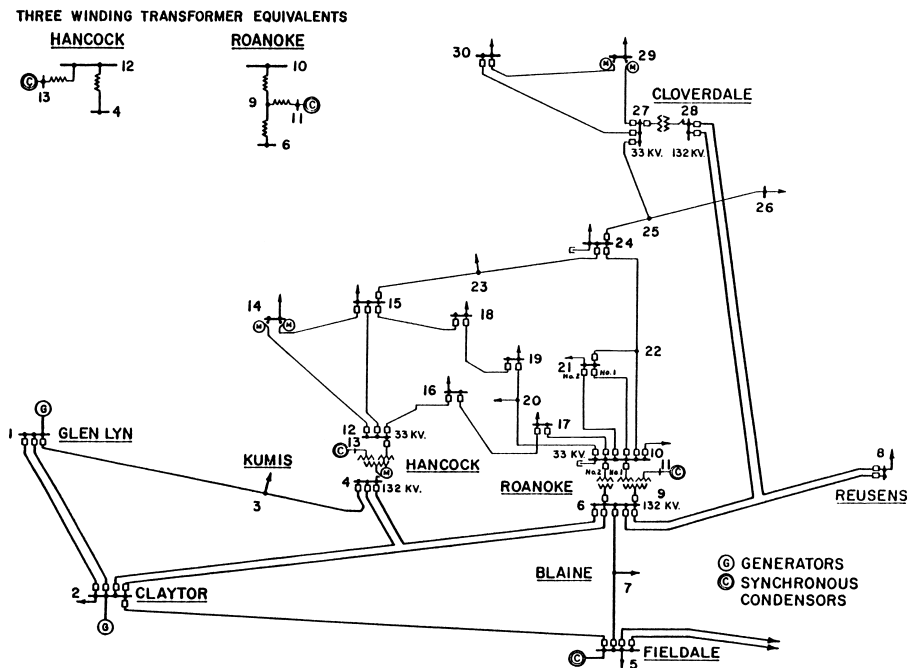 THREE WINDING TRANSFORMER EQUIVALENTS
HANCOCK
ROANOKE
12
C
13
4
10
9
C
11
6
30
29
M
M
CLOVERDALE
27
28
33 KV.
132 KV.
26
25
24
23
14
M
M
15
18
22
19
21
No.2
No.1
16
20
17
G
1
GLEN LYN
12
33 KV.
13
C
HANCOCK
M
KUMIS
3
4
132 KV.
33 KV.
10
No.2
No.1
11
C
ROANOKE
9
6
132 KV.
8
REUSENS
BLAINE
7
2
CLAYTOR
G
G GENERATORS
C SYNCHRONOUS
CONDENSORS
C
5
FIELDALE